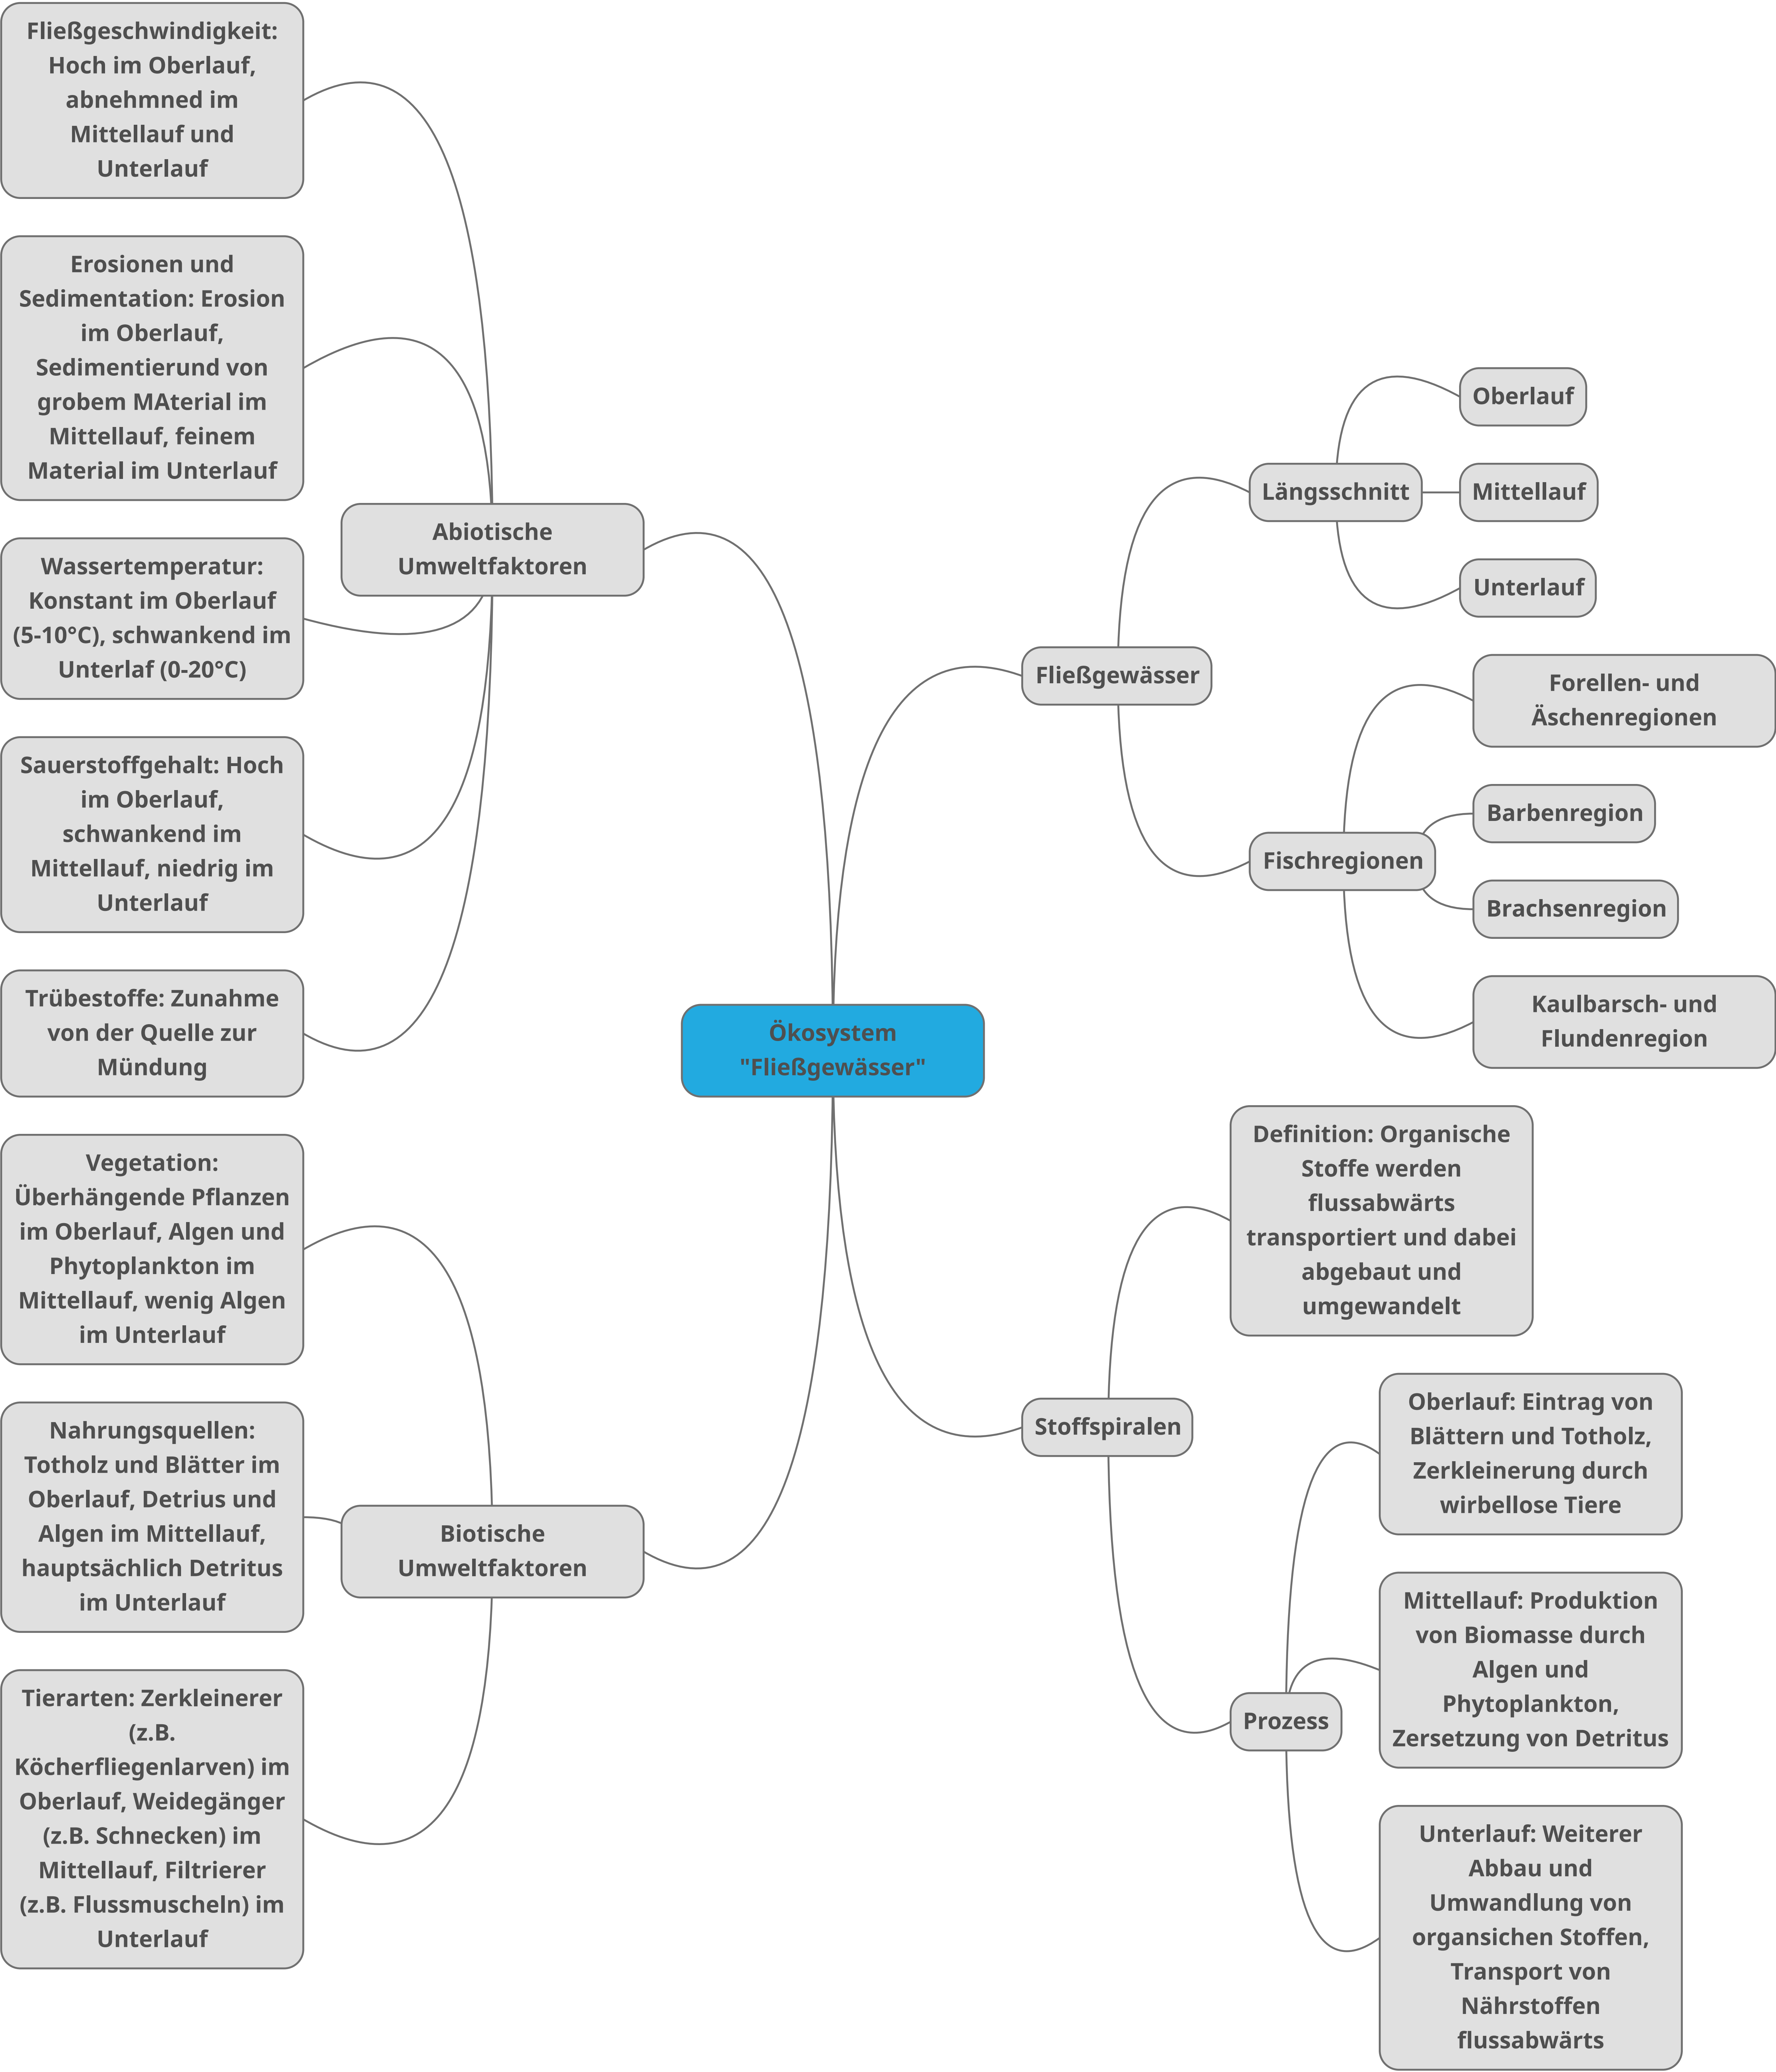 Fließgeschwindigkeit:
Hoch im Oberlauf,
abnehmned im
Mittellauf und
Unterlauf
Erosionen und
Sedimentation: Erosion
im Oberlauf,
Sedimentierund von
grobem MAterial im
Mittellauf, feinem
Material im Unterlauf
Wassertemperatur:
Konstant im Oberlauf
(5-10°C), schwankend im
Unterlaf (0-20°C)
Sauerstoffgehalt: Hoch
im Oberlauf,
schwankend im
Mittellauf, niedrig im
Unterlauf
Trübestoffe: Zunahme
von der Quelle zur
Mündung
Abiotische
Umweltfaktoren
Vegetation:
Überhängende Pflanzen
im Oberlauf, Algen und
Phytoplankton im
Mittellauf, wenig Algen
im Unterlauf
Nahrungsquellen:
Totholz und Blätter im
Oberlauf, Detrius und
Algen im Mittellauf,
hauptsächlich Detritus
im Unterlauf
Tierarten: Zerkleinerer
(z.B.
Köcherfliegenlarven) im
Oberlauf, Weidegänger
(z.B. Schnecken) im
Mittellauf, Filtrierer
(z.B. Flussmuscheln) im
Unterlauf
Biotische
Umweltfaktoren
Ökosystem
"Fließgewässer"
Fließgewässer
Längsschnitt
Oberlauf
Mittellauf
Unterlauf
Fischregionen
Forellen- und
Äschenregionen
Barbenregion
Brachsenregion
Kaulbarsch- und
Flundenregion
Stoffspiralen
Definition: Organische
Stoffe werden
flussabwärts
transportiert und dabei
abgebaut und
umgewandelt
Prozess
Oberlauf: Eintrag von
Blättern und Totholz,
Zerkleinerung durch
wirbellose Tiere
Mittellauf: Produktion
von Biomasse durch
Algen und
Phytoplankton,
Zersetzung von Detritus
Unterlauf: Weiterer
Abbau und
Umwandlung von
organsichen Stoffen,
Transport von
Nährstoffen
flussabwärts